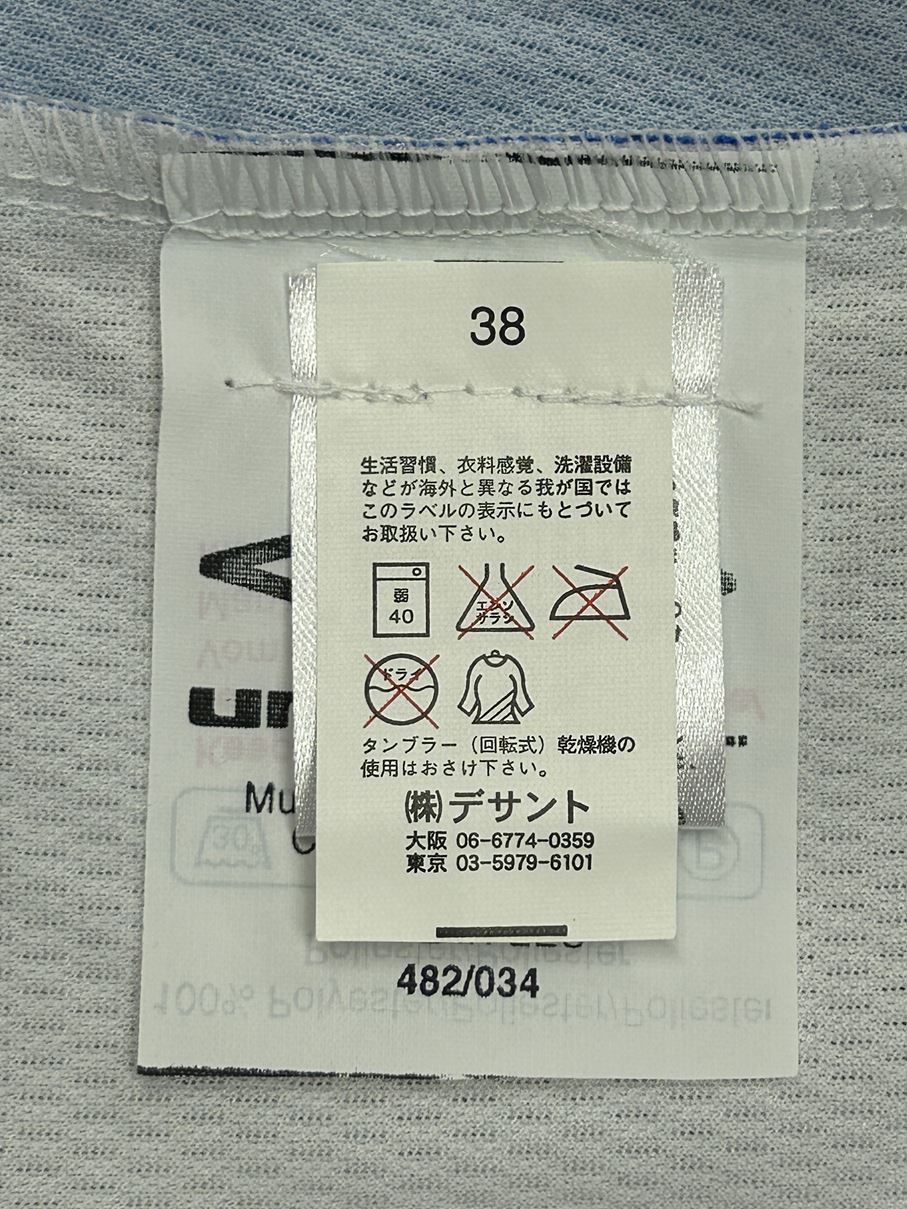 38
生活習慣、衣料感覚、洗濯設備
などが海外と異なる我が国では
このラベルの表示にもとづいて
お取扱い下さい。
弱
40
エンソ
サラシ
ドライ
タンブラー（回転式）乾燥機の
使用はおさけ下さい。
㈱デサント
大阪 06-6774-0359
東京 03-5979-6101
Mu
30
P
482/034
100% Polyester/Poliester/Poliester